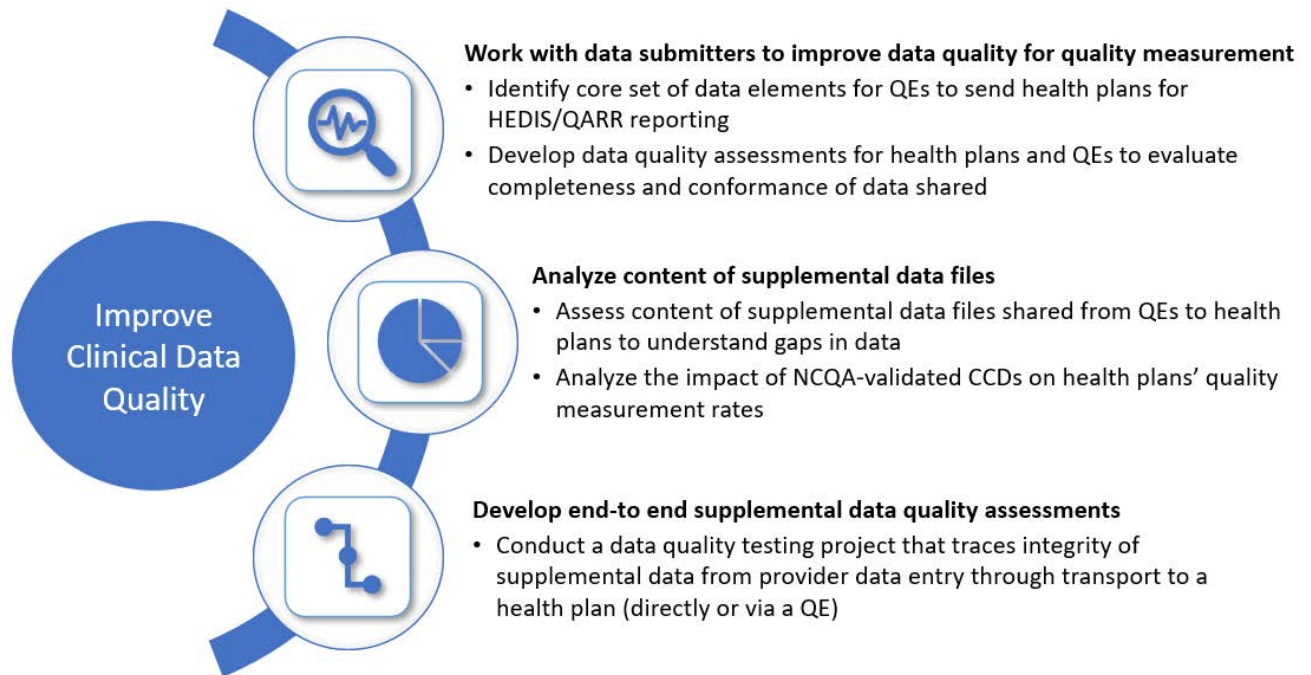 Work with data submitters to improve data quality for quality measurement
• Identify core set of data elements for QEs to send health plans for
HEDIS/QARR reporting
• Develop data quality assessments for health plans and QEs to evaluate
completeness and conformance of data shared
Improve
Clinical Data
Quality
Analyze content of supplemental data files
• Assess content of supplemental data files shared from QEs to health
plans to understand gaps in data
• Analyze the impact of NCQA-validated CCDs on health plans’ quality
measurement rates
Develop end-to end supplemental data quality assessments
• Conduct a data quality testing project that traces integrity of
supplemental data from provider data entry through transport to a
health plan (directly or via a QE)